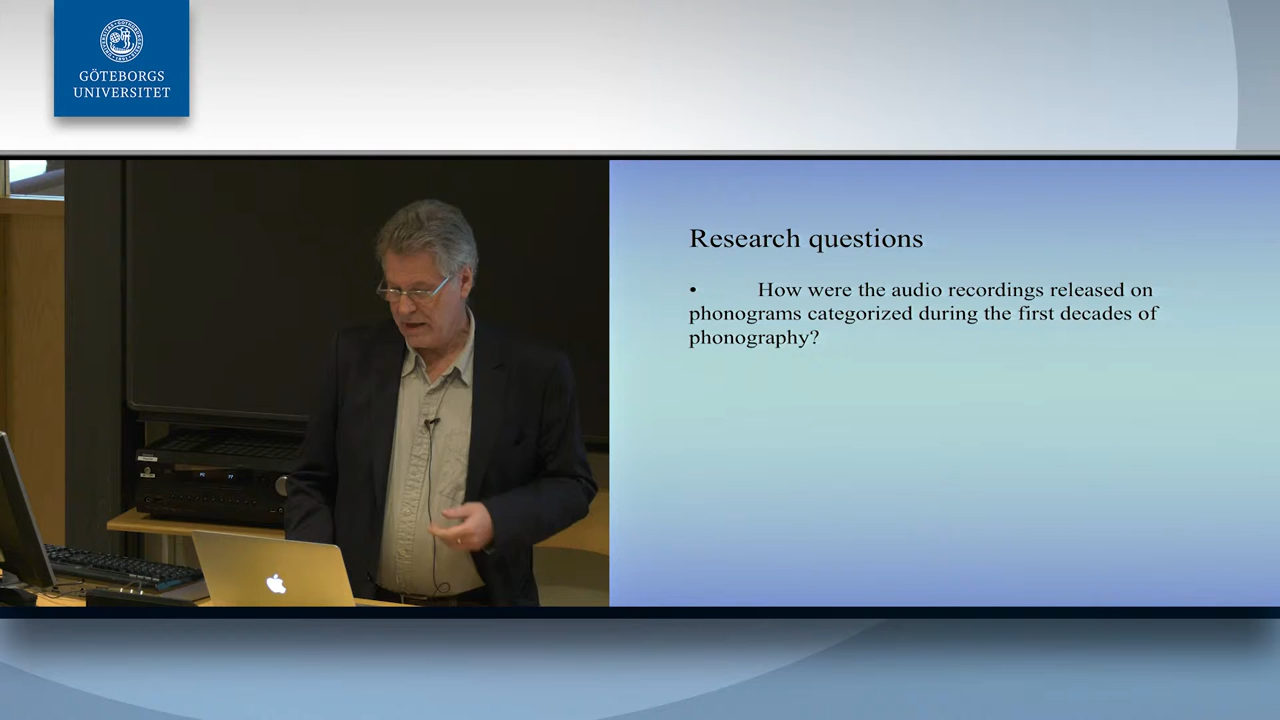 GÖTEBORGS
UNIVERSITET
Research questions
• How were the audio recordings released on
phonograms categorized during the first decades of
phonography?